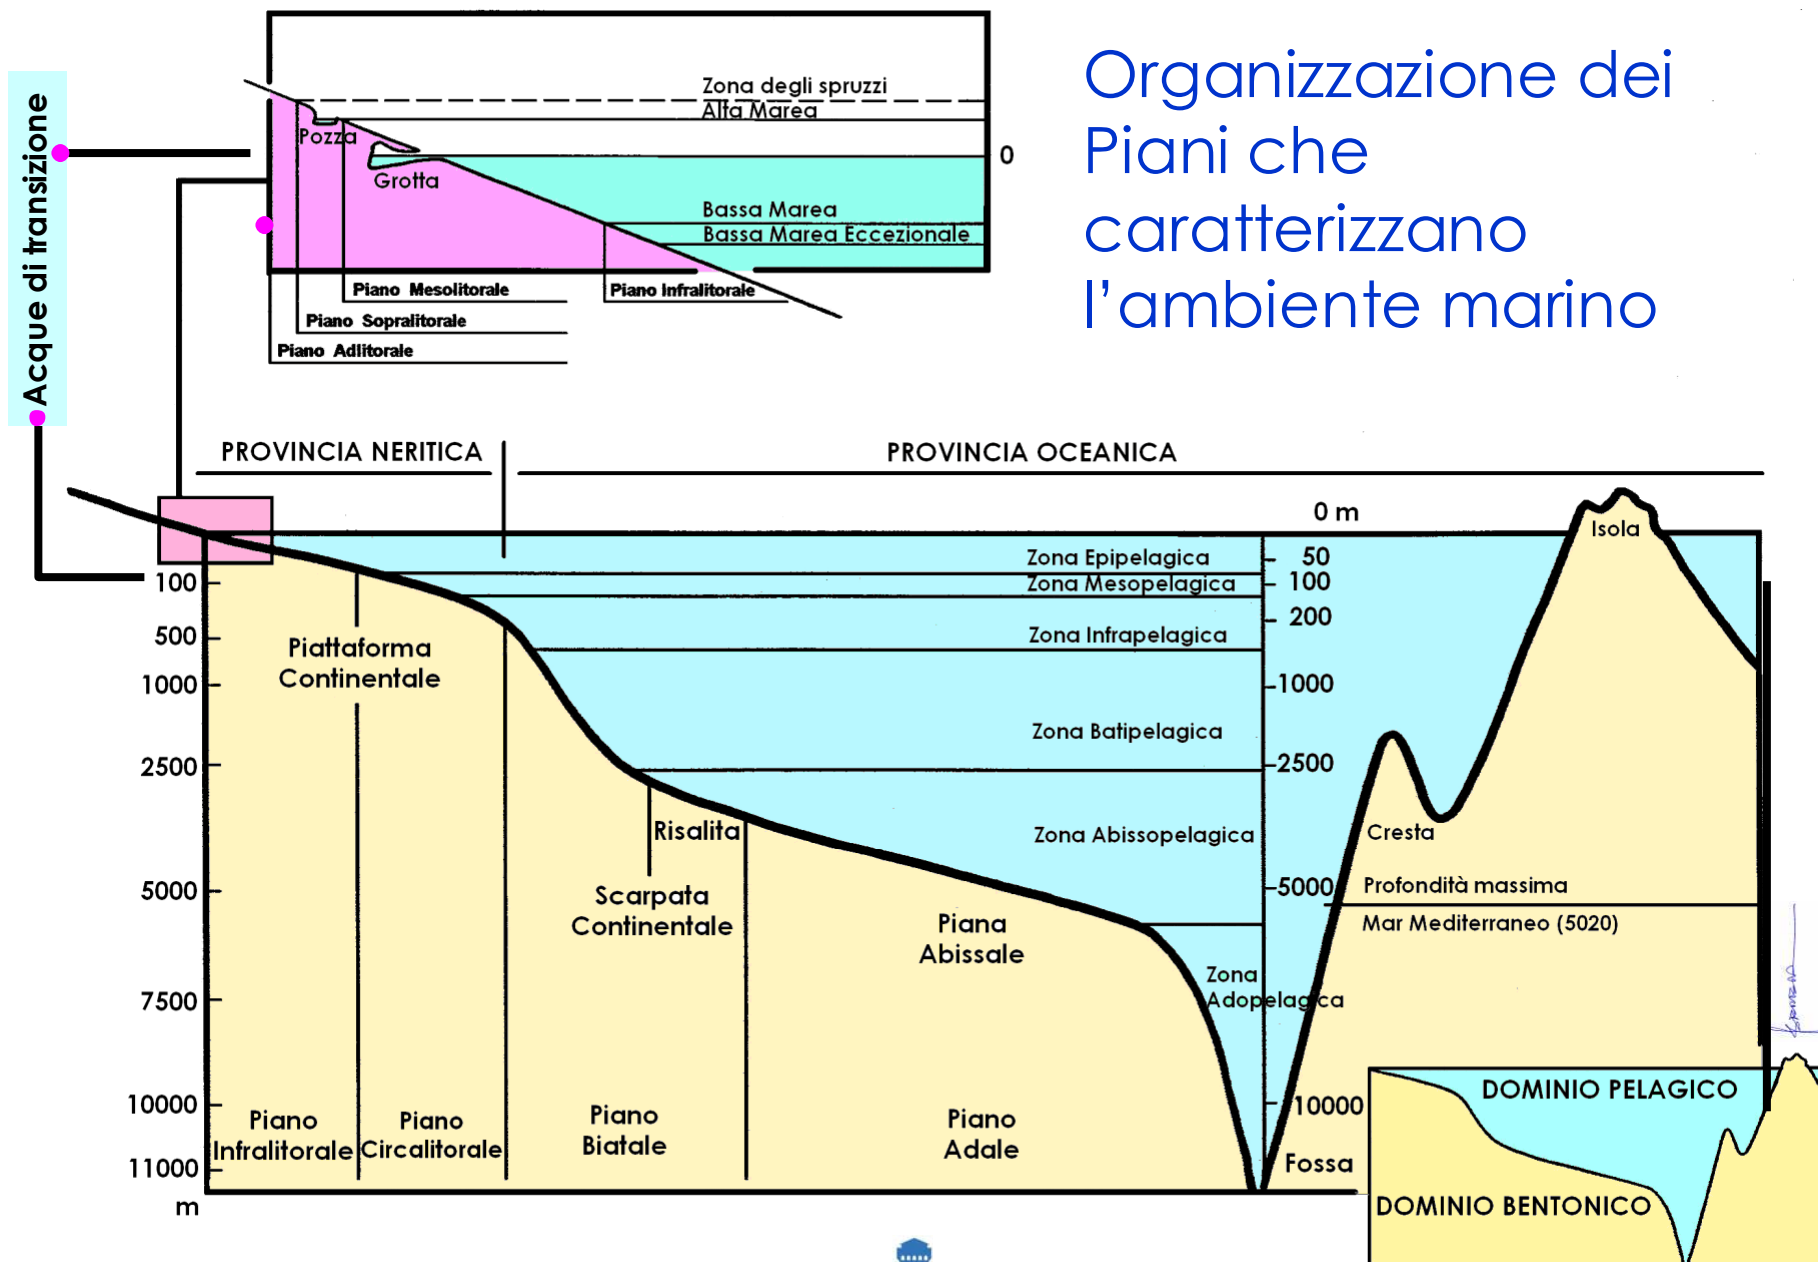 Organizzazione dei
Piani che
caratterizzano
l’ambiente marino
Acque di transizione
Zona degli spruzzi
Alta Marea
Pozza
0
Grotta
Bassa Marea
Bassa Marea Eccezionale
Piano Mesolitorale
Piano Infralitorale
Piano Sopralitorale
Piano Adlitorale
PROVINCIA NERITICA
PROVINCIA OCEANICA
0 m
Isola
Zona Epipelagica
50
100
Zona Mesopelagica
100
200
500
Zona Infrapelagica
Piattaforma
Continentale
1000
1000
Zona Batipelagica
2500
2500
Risalita
Zona Abissopelagica
Cresta
5000
5000
Profondità massima
Mar Mediterraneo (5020)
Scarpata
Continentale
Piana
Abissale
Zona
Adopelagica
7500
10000
10000
Piano
Infralitorale
Piano
Circalitorale
Piano
Biatale
Piano
Adale
11000
Fossa
m
DOMINIO PELAGICO
DOMINIO BENTONICO